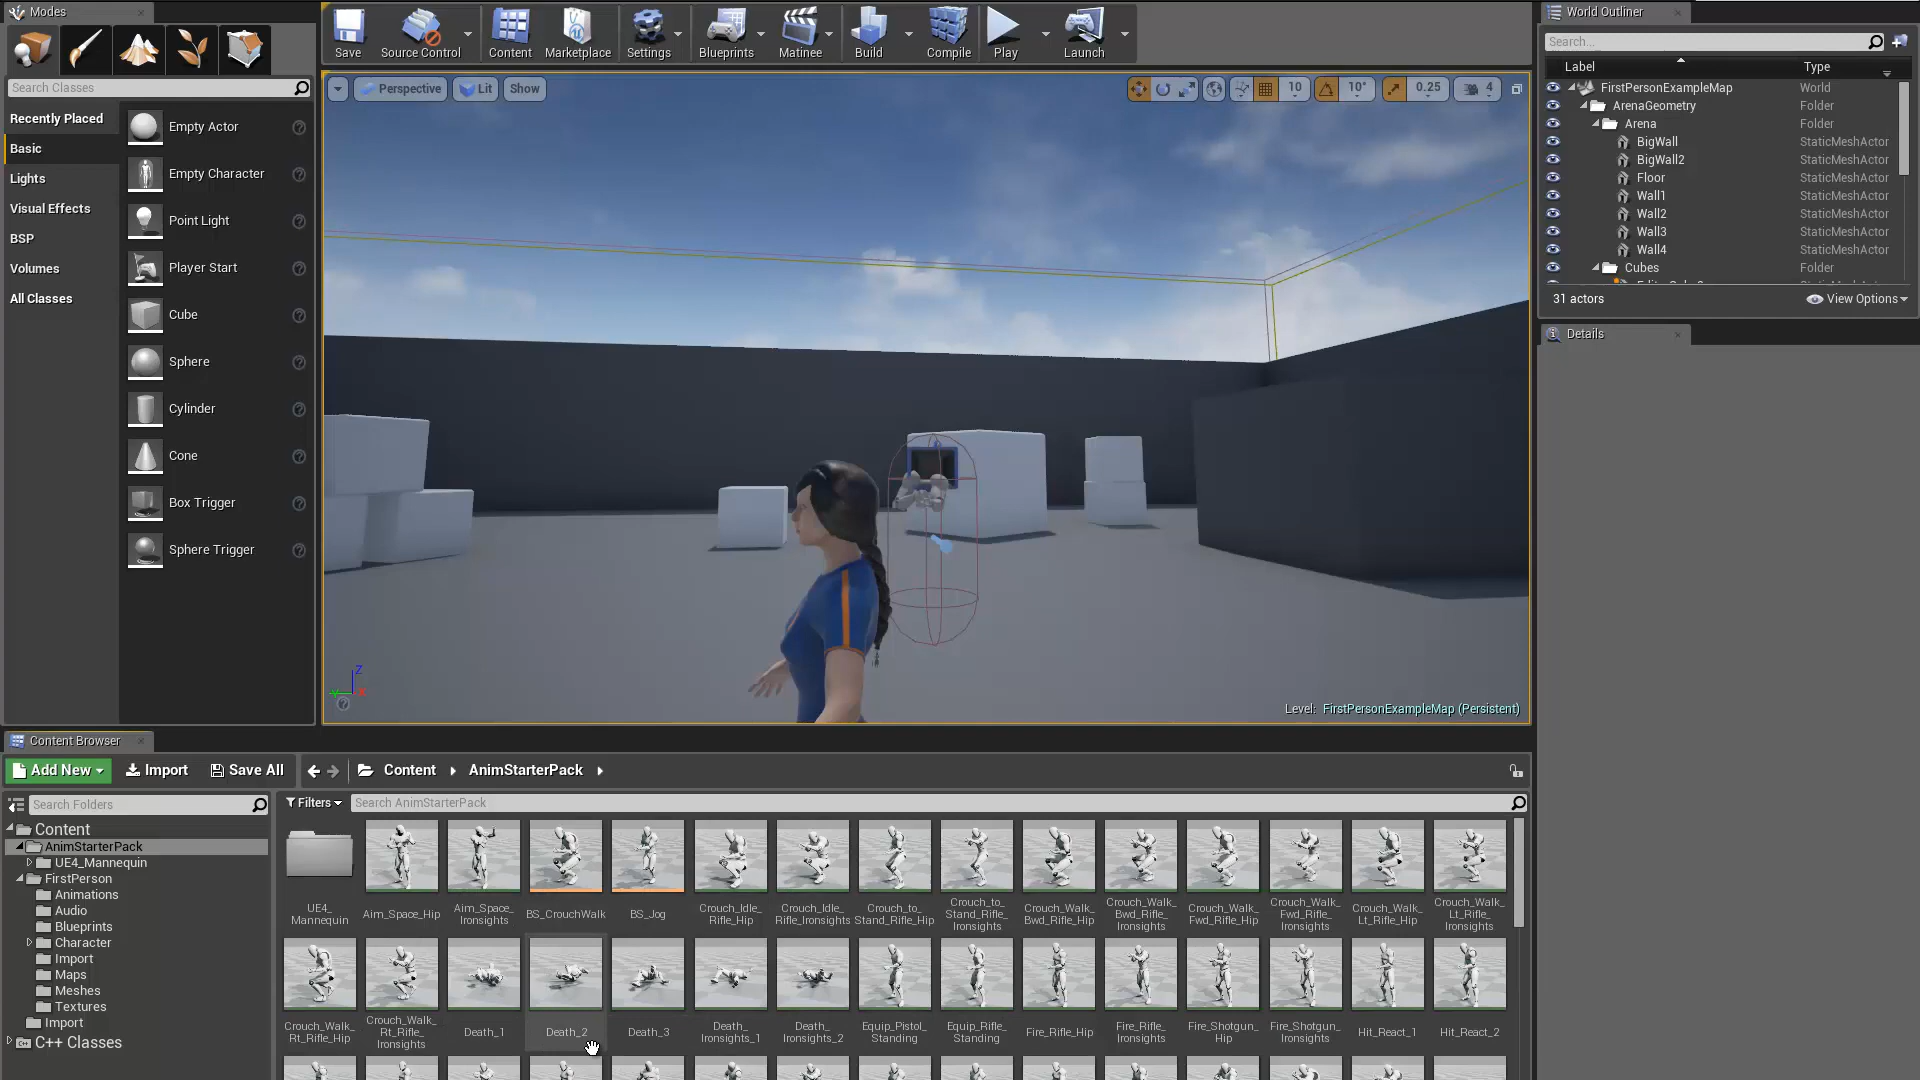 Modes
Save
Source Control
Content
Marketplace
Settings
Blueprints
Matinee
Build
Compile
Play
Launch
World Outliner
Search...
Label
Type
Search Classes
Recently Placed
Basic
Lights
Visual Effects
BSP
Volumes
All Classes
Empty Actor
Empty Character
Point Light
Player Start
Cube
Sphere
Cylinder
Cone
Box Trigger
Sphere Trigger
Perspective
Lit
Show
10
10°
0.25
4
FirstPersonExampleMap World
ArenaGeometry Folder
Arena Folder
BigWall StaticMeshActor
BigWall2 StaticMeshActor
Floor StaticMeshActor
Wall1 StaticMeshActor
Wall2 StaticMeshActor
Wall3 StaticMeshActor
Wall4 StaticMeshActor
Cubes Folder
31 actors
View Options
Details
Z
Y
X
Level: FirstPersonExampleMap (Persistent)
Content Browser
Add New
Import
Save All
Content
AnimStarterPack
Search Folders
Filters
Search AnimStarterPack
Content
AnimStarterPack
UE4_Mannequin
FirstPerson
Animations
Audio
Blueprints
Character
Import
Maps
Meshes
Textures
Import
C++ Classes
UE4_
Mannequin
Aim_Space_Hip
Aim_Space_
Ironsights
BS_CrouchWalk
BS_Jog
Crouch_Idle_
Rifle_Hip
Crouch_Idle_
Rifle_Ironsights
Crouch_to_
Stand_Rifle_Hip
Crouch_to_
Stand_Rifle_
Ironsights
Crouch_Walk_
Bwd_Rifle_Hip
Crouch_Walk_
Bwd_Rifle_
Ironsights
Crouch_Walk_
Fwd_Rifle_Hip
Crouch_Walk_
Fwd_Rifle_
Ironsights
Crouch_Walk_
Lt_Rifle_Hip
Crouch_Walk_
Lt_Rifle_
Ironsights
Crouch_Walk_
Rt_Rifle_Hip
Crouch_Walk_
Rt_Rifle_
Ironsights
Death_1
Death_2
Death_3
Death_
Ironsights_1
Death_
Ironsights_2
Equip_Pistol_
Standing
Equip_Rifle_
Standing
Fire_Rifle_Hip
Fire_Rifle_
Ironsights
Fire_Shotgun_
Hip
Fire_Shotgun_
Ironsights
Hit_React_1
Hit_React_2